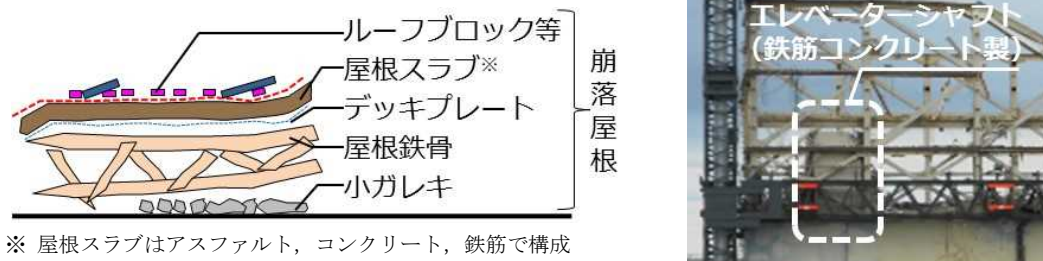 ルーフブロック等
屋根スラブ※
デッキプレート
屋根鉄骨
小ガレキ
崩落屋根
※ 屋根スラブはアスファルト，コンクリート，鉄筋で構成
エレベーターシャフト
(鉄筋コンクリート製)